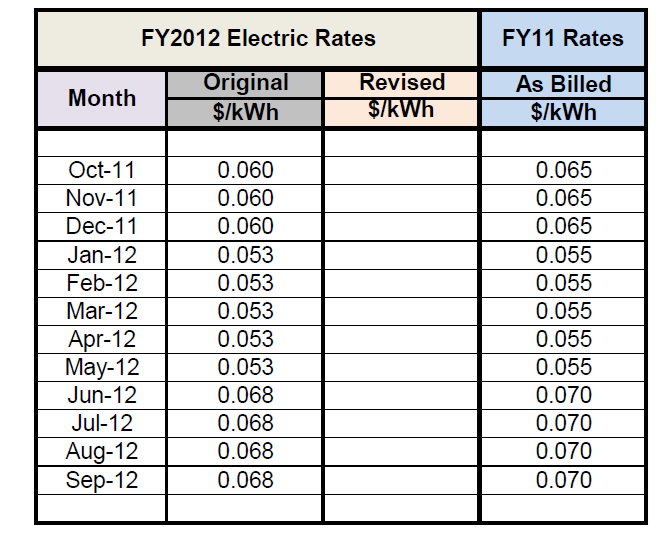 FY2012 Electric Rates FY11 Rates
Month Original Revised As Billed
$/kWh $/kWh $/kWh
Oct-11 0.060 0.065
Nov-11 0.060 0.065
Dec-11 0.060 0.065
Jan-12 0.053 0.055
Feb-12 0.053 0.055
Mar-12 0.053 0.055
Apr-12 0.053 0.055
May-12 0.053 0.055
Jun-12 0.068 0.070
Jul-12 0.068 0.070
Aug-12 0.068 0.070
Sep-12 0.068 0.070